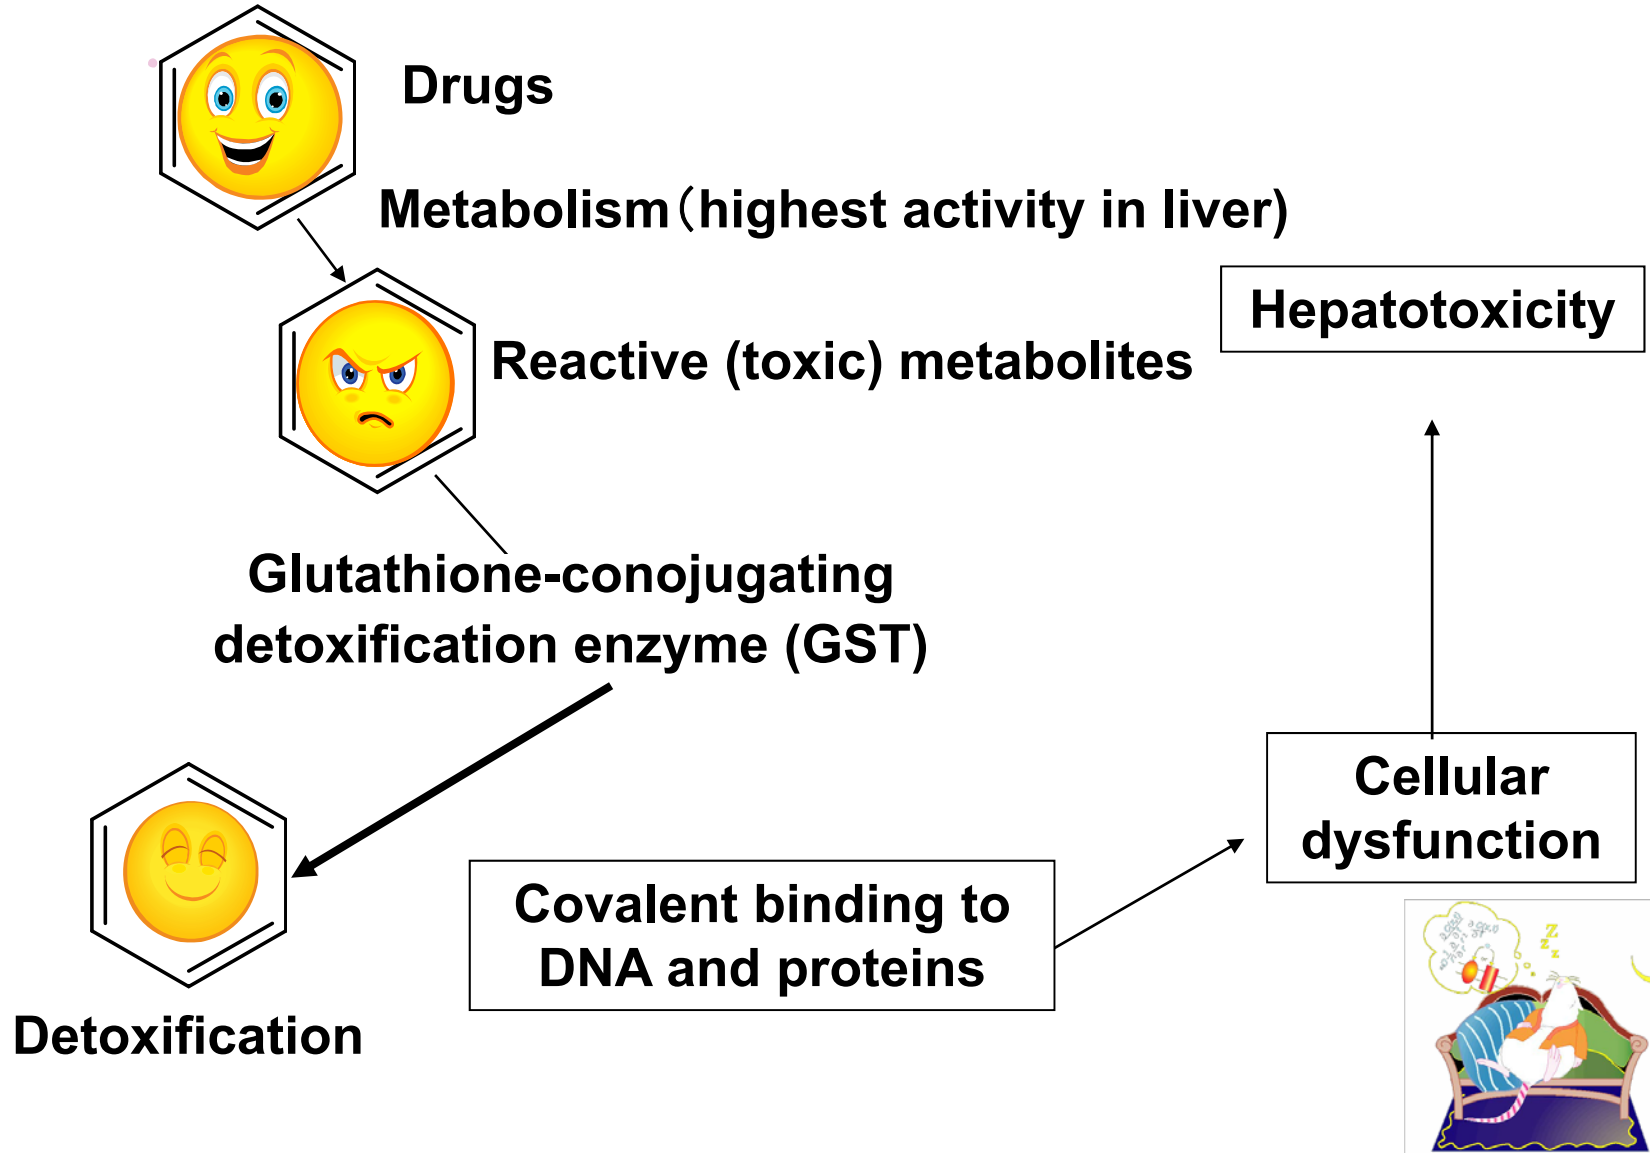 Drugs
Metabolism（highest activity in liver)
Hepatotoxicity
Reactive (toxic) metabolites
Glutathione-conojugating
detoxification enzyme (GST)
Cellular
dysfunction
Covalent binding to
DNA and proteins
Detoxification
Z
z
z